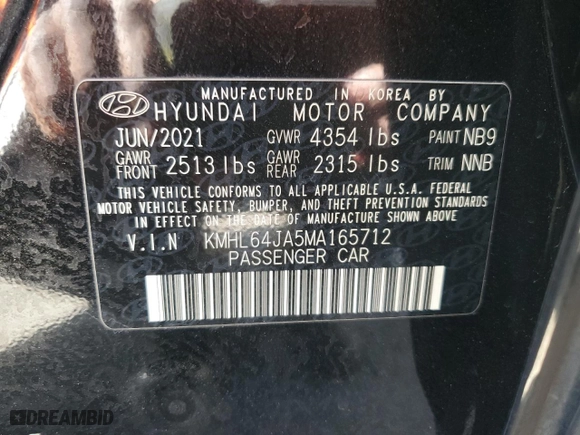 MANUFACTURED IN KOREA BY
HYUNDAI MOTOR COMPANY
JUN/2021 GVWR 4354 lbs PAINT NB9
GAWR FRONT 2513 lbs GAWR REAR 2315 lbs TRIM NNB
THIS VEHICLE CONFORMS TO ALL APPLICABLE U.S.A. FEDERAL
MOTOR VEHICLE SAFETY, BUMPER, AND THEFT PREVENTION STANDARDS
IN EFFECT ON THE DATE OF MANUFACTURE SHOWN ABOVE.
V.I.N KMHL64JA5MA165712
PASSENGER CAR
DREAMBID